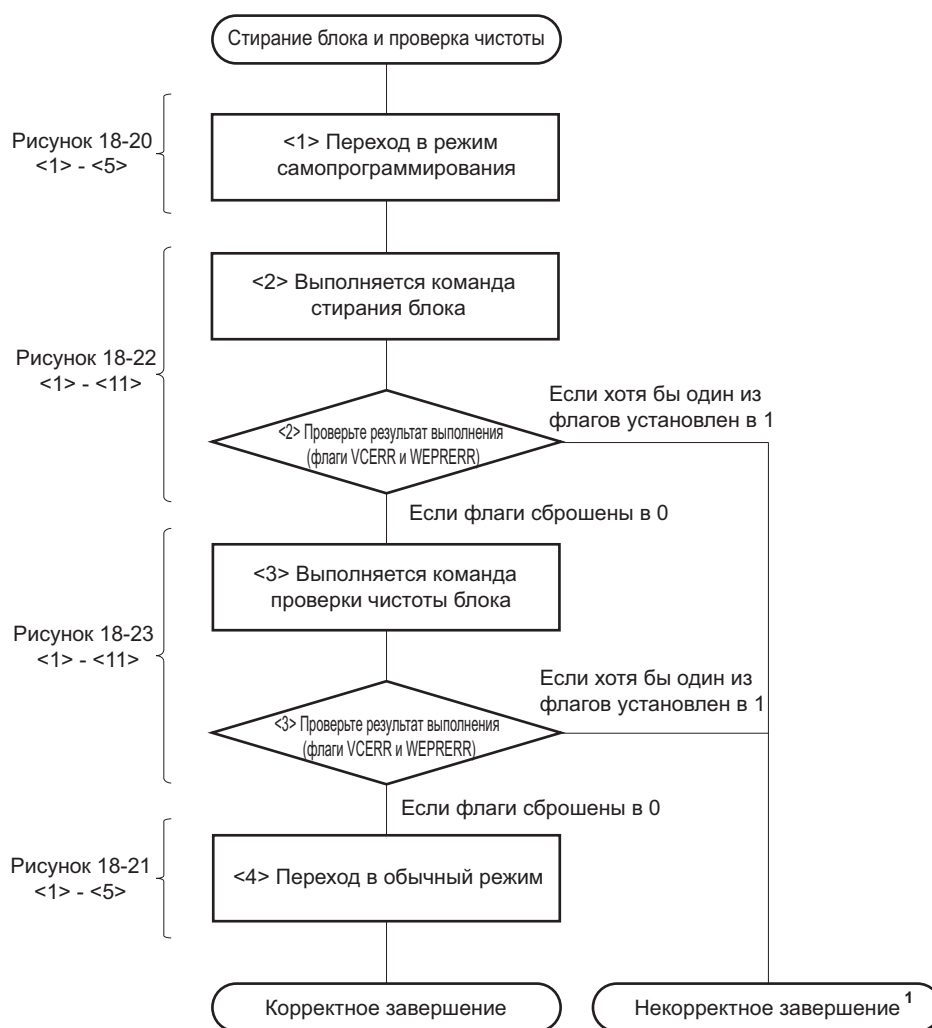 Стирание блока и проверка чистоты
Рисунок 18-20
<1> - <5>
<1> Переход в режим
самопрограммирования
<2> Выполняется команда
стирания блока
Рисунок 18-22
<1> - <11>
Если хотя бы один из
флагов установлен в 1
<2> Проверьте результат выполнения
(флаги VCERR и WEPRERR)
Если флаги сброшены в 0
<3> Выполняется команда
проверки чистоты блока
Рисунок 18-23
<1> - <11>
Если хотя бы один из
флагов установлен в 1
<3> Проверьте результат выполнения
(флаги VCERR и WEPRERR)
Если флаги сброшены в 0
Рисунок 18-21
<1> - <5>
<4> Переход в обычный режим
Корректное завершение
Некорректное завершение 1